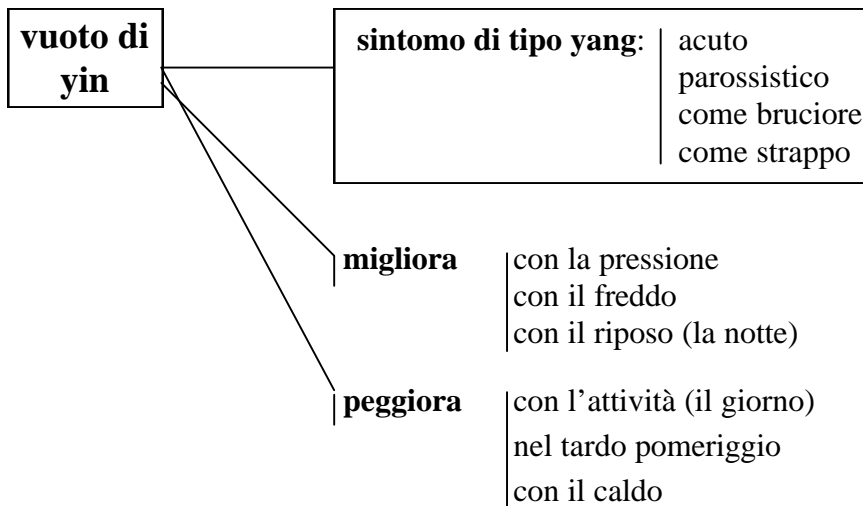 vuoto di
yin
sintomo di tipo yang:
acuto
parossistico
come bruciore
come strappo
migliora
con la pressione
con il freddo
con il riposo (la notte)
peggiora
con l’attività (il giorno)
nel tardo pomeriggio
con il caldo